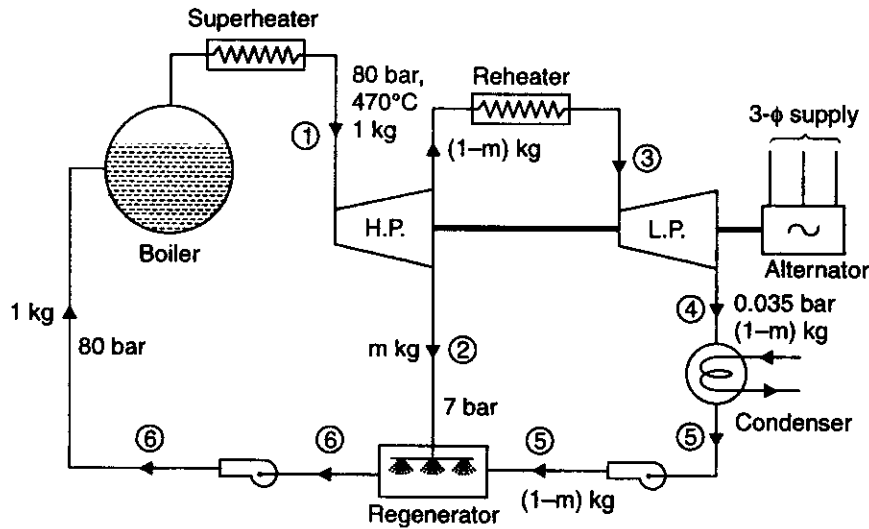 Superheater
80 bar,
470°C
1 kg
①
Reheater
(1–m) kg
③
3-ϕ supply
Boiler
H.P.
L.P.
Alternator
④
0.035 bar
(1–m) kg
1 kg
80 bar
m kg
②
7 bar
Condenser
⑥
⑥
⑤
⑤
(1–m) kg
Regenerator